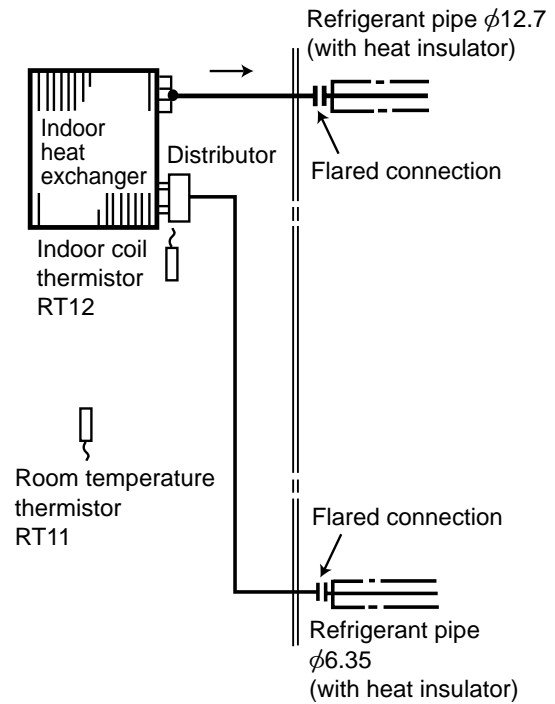 Refrigerant pipe ϕ12.7
(with heat insulator)
Indoor
heat
exchanger
Distributor
Flared connection
Indoor coil
thermistor
RT12
Room temperature
thermistor
RT11
Flared connection
Refrigerant pipe
ϕ6.35
(with heat insulator)